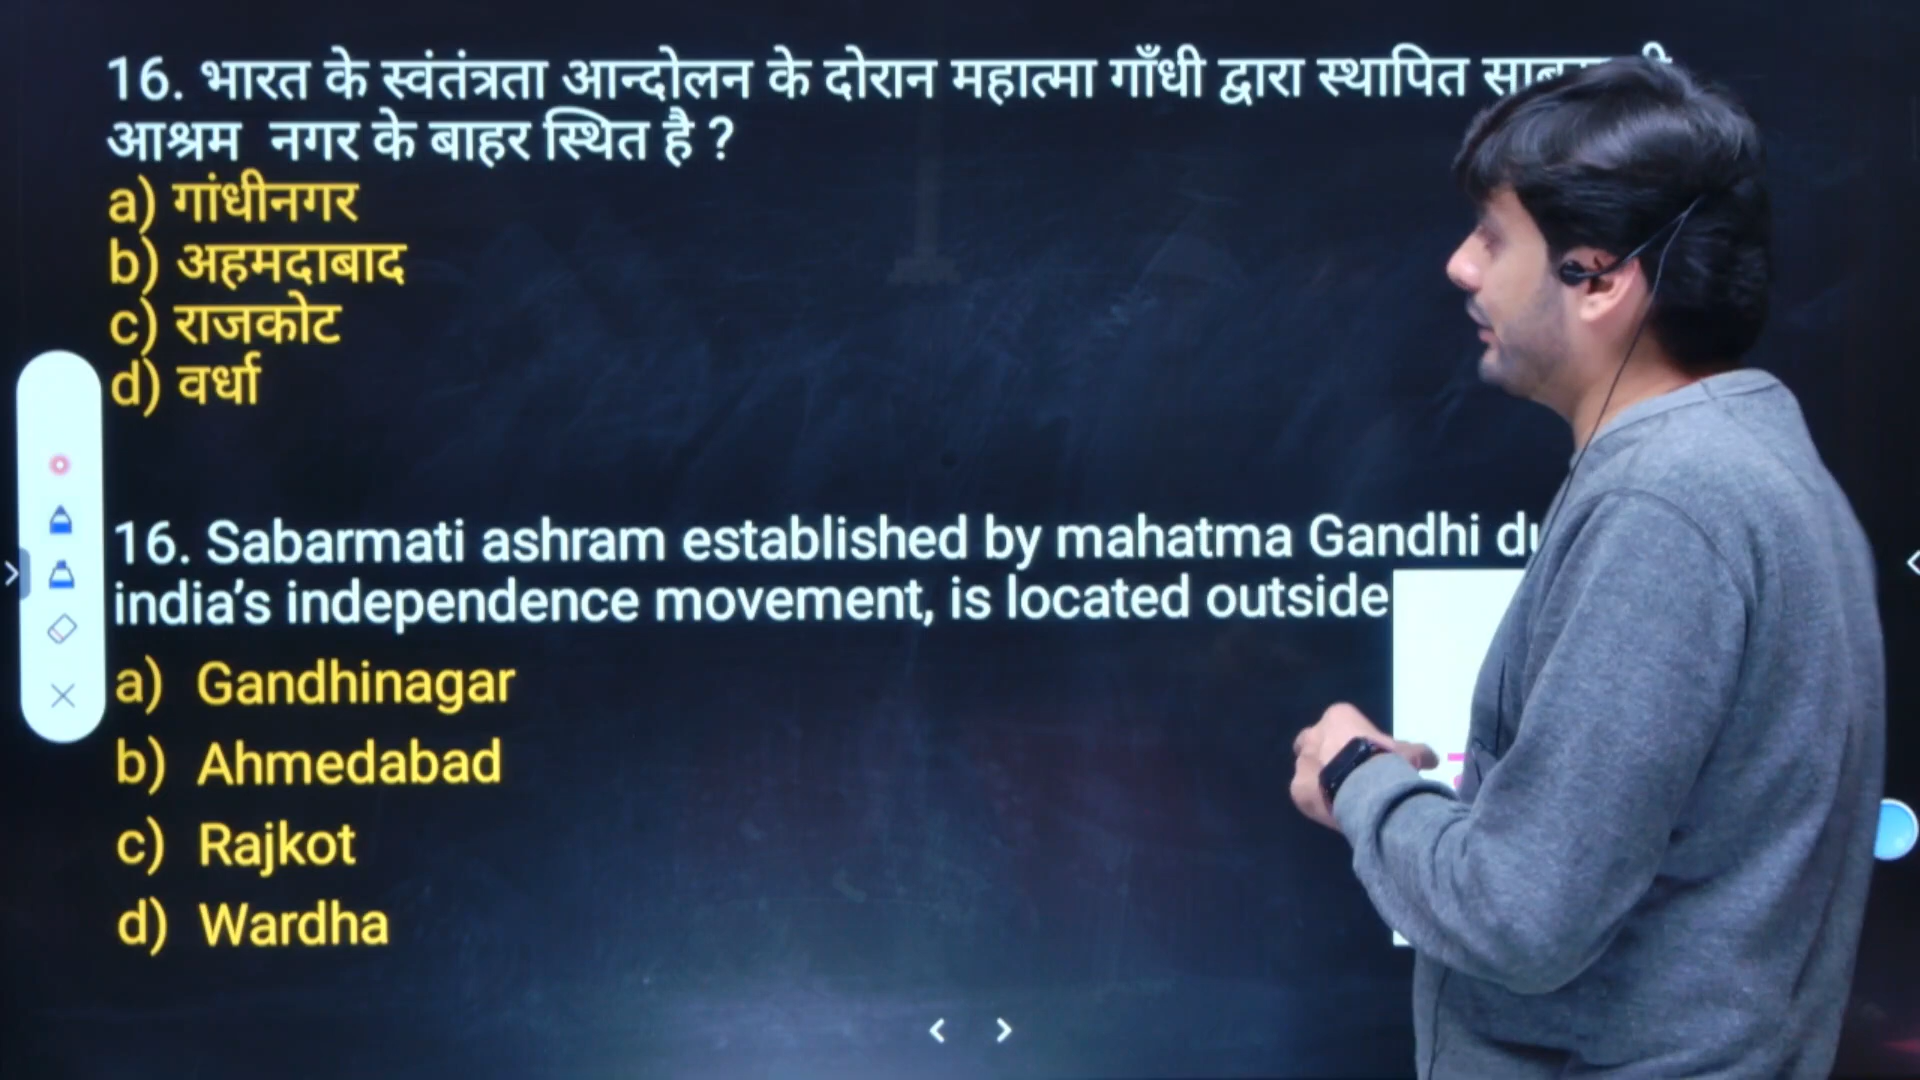 16. भारत के स्वंतंत्रता आन्दोलन के दोरान महात्मा गाँधी द्वारा स्थापित
आश्रम नगर के बाहर स्थित है ?
a) गांधीनगर
b) अहमदाबाद
c) राजकोट
d) वर्धा
16. Sabarmati ashram established by mahatma Gandhi
india’s independence movement, is located outside
a) Gandhinagar
b) Ahmedabad
c) Rajkot
d) Wardha